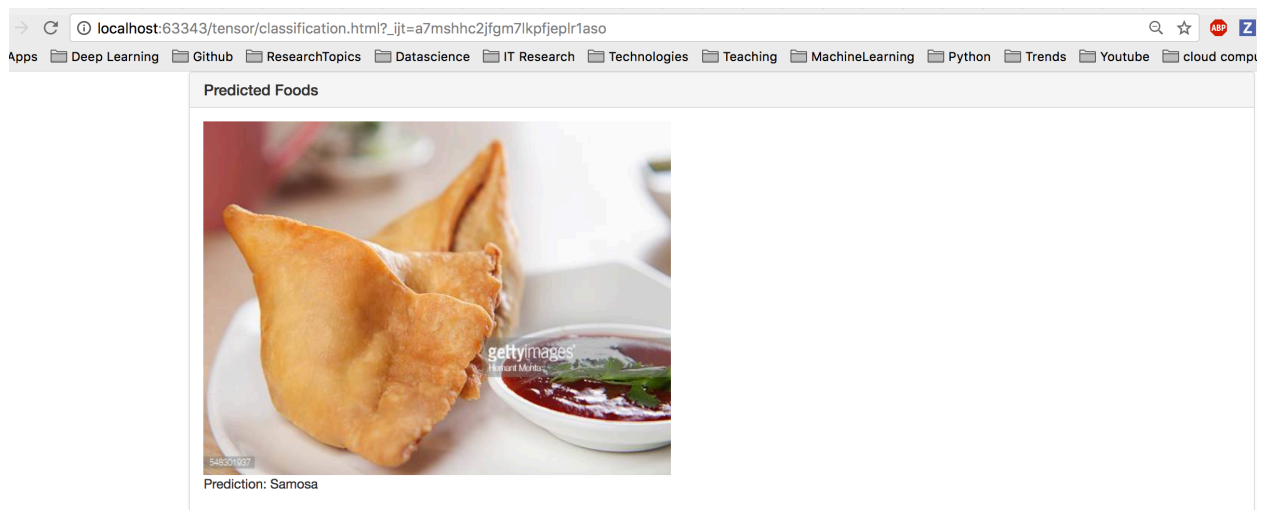 localhost:63343/tensor/classification.html?_ijt=a7mshhc2jfgm7lkpfjeplr1aso ABP Z
Apps Deep Learning Github ResearchTopics Datascience IT Research Technologies Teaching MachineLearning Python Trends Youtube cloud compu
Predicted Foods
gettyimages®
Hemant Mehta
548301937
Prediction: Samosa